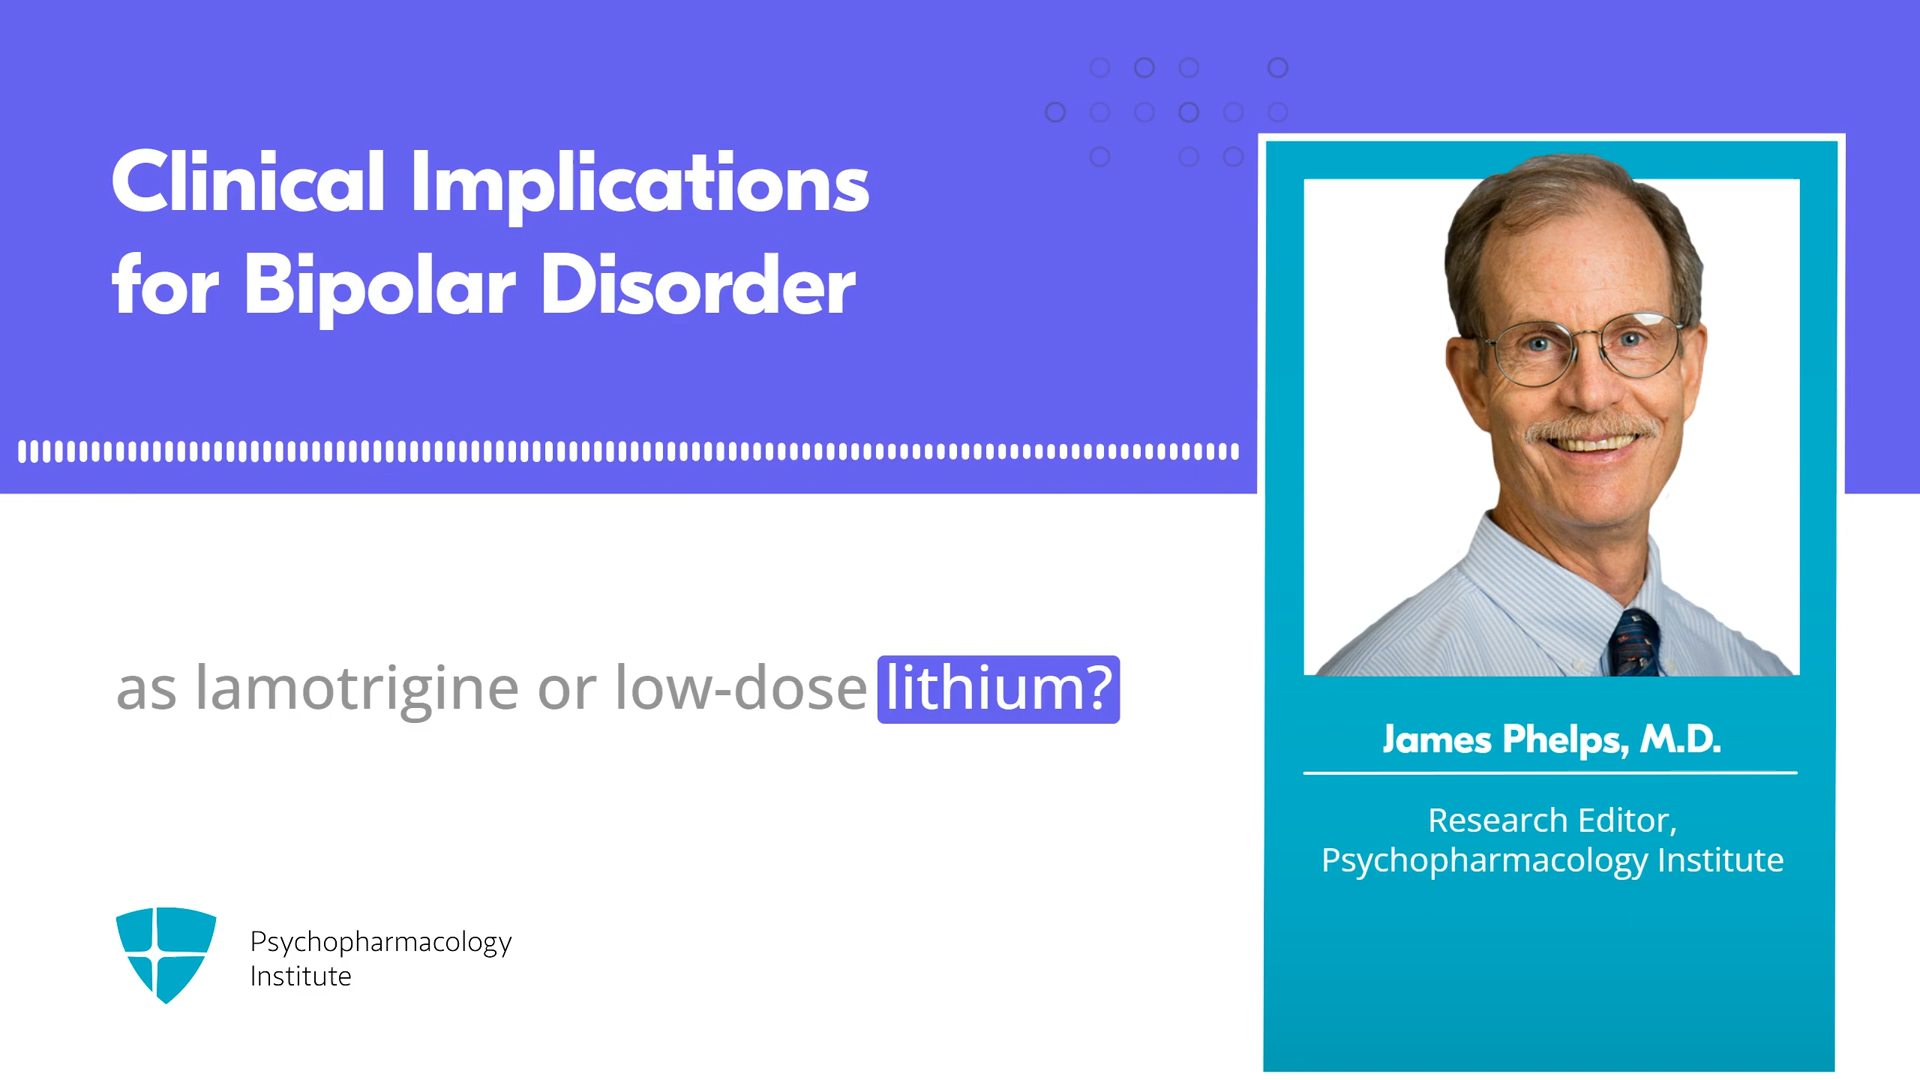 Clinical Implications
for Bipolar Disorder
as lamotrigine or low-dose lithium?
James Phelps, M.D.
Research Editor,
Psychopharmacology Institute
Psychopharmacology
Institute